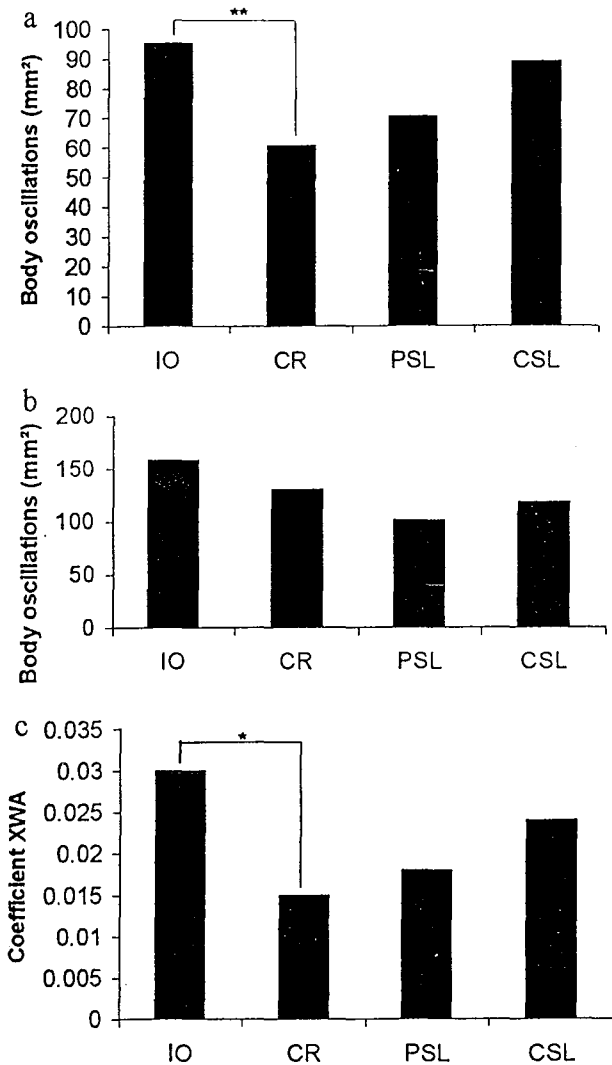 a
Body oscillations (mm²)
100
90
80
70
60
50
40
30
20
10
0
**
IO CR PSL CSL
b
Body oscillations (mm²)
200
150
100
50
0
IO CR PSL CSL
c
Coefficient XWA
0.035
0.03
0.025
0.02
0.015
0.01
0.005
0
*
IO CR PSL CSL